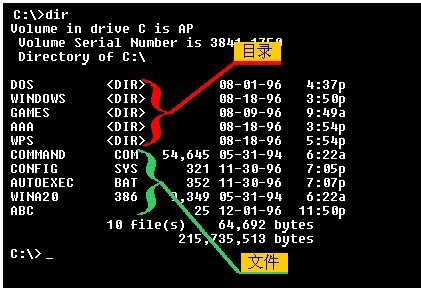 C:\>dir
Volume in drive C is AP
Volume Serial Number is 3841-1750
目录
Directory of C:\
DOS <DIR> 08-01-96 4:37p
WINDOWS <DIR> 08-18-96 3:50p
GAMES <DIR> 08-09-96 9:49a
AAA <DIR> 08-18-96 3:54p
WPS <DIR> 08-18-96 5:54p
COMMAND COM 54,645 05-31-94 6:22a
CONFIG SYS 321 11-30-96 7:05p
AUTOEXEC BAT 352 11-30-96 7:07p
WINA20 386 ,349 05-31-94 6:22a
ABC 25 12-01-96 11:50p
10 file(s) 64,692 bytes
215,735,513 bytes
C:\>_
文件